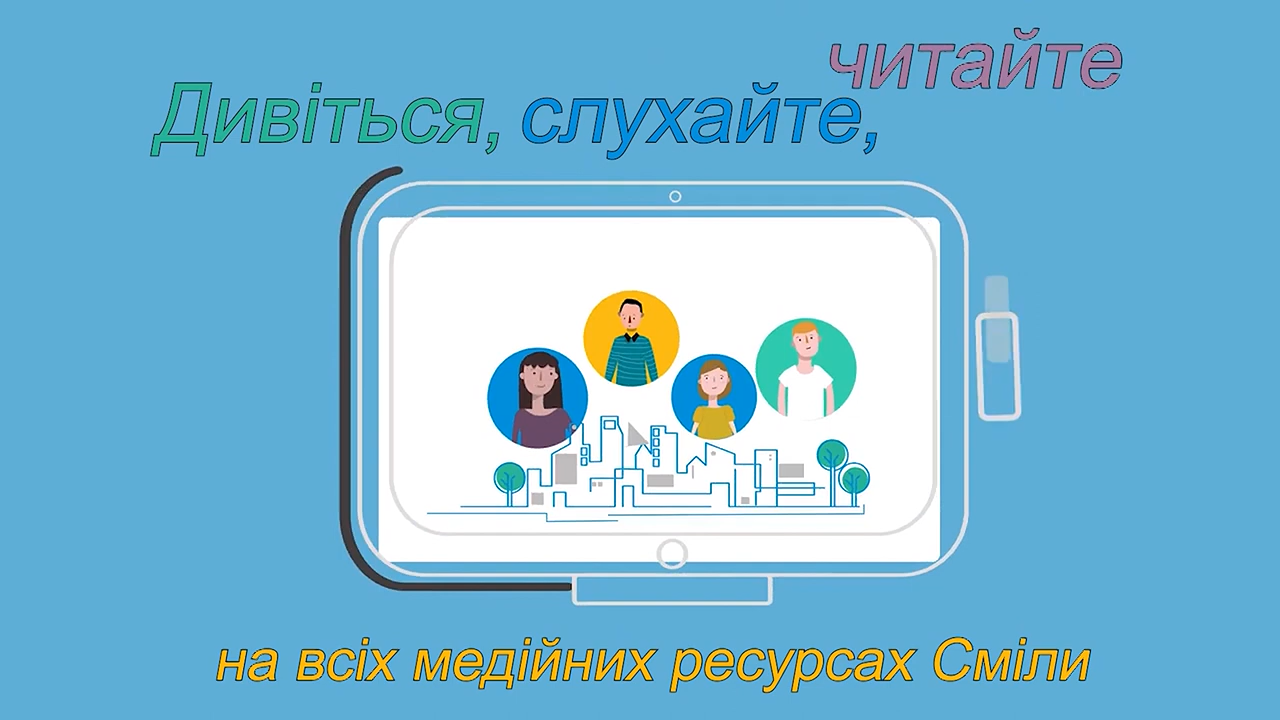 Дивіться, слухайте,
читайте
на всіх медійних ресурсах Сміли